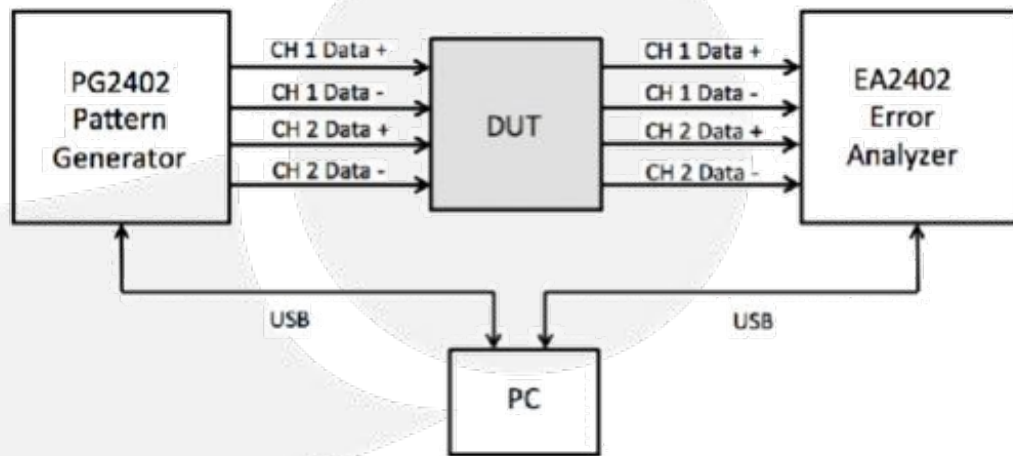 PG2402
Pattern
Generator
CH 1 Data +
CH 1 Data -
CH 2 Data +
CH 2 Data -
DUT
CH 1 Data +
CH 1 Data -
CH 2 Data +
CH 2 Data -
EA2402
Error
Analyzer
USB
USB
PC